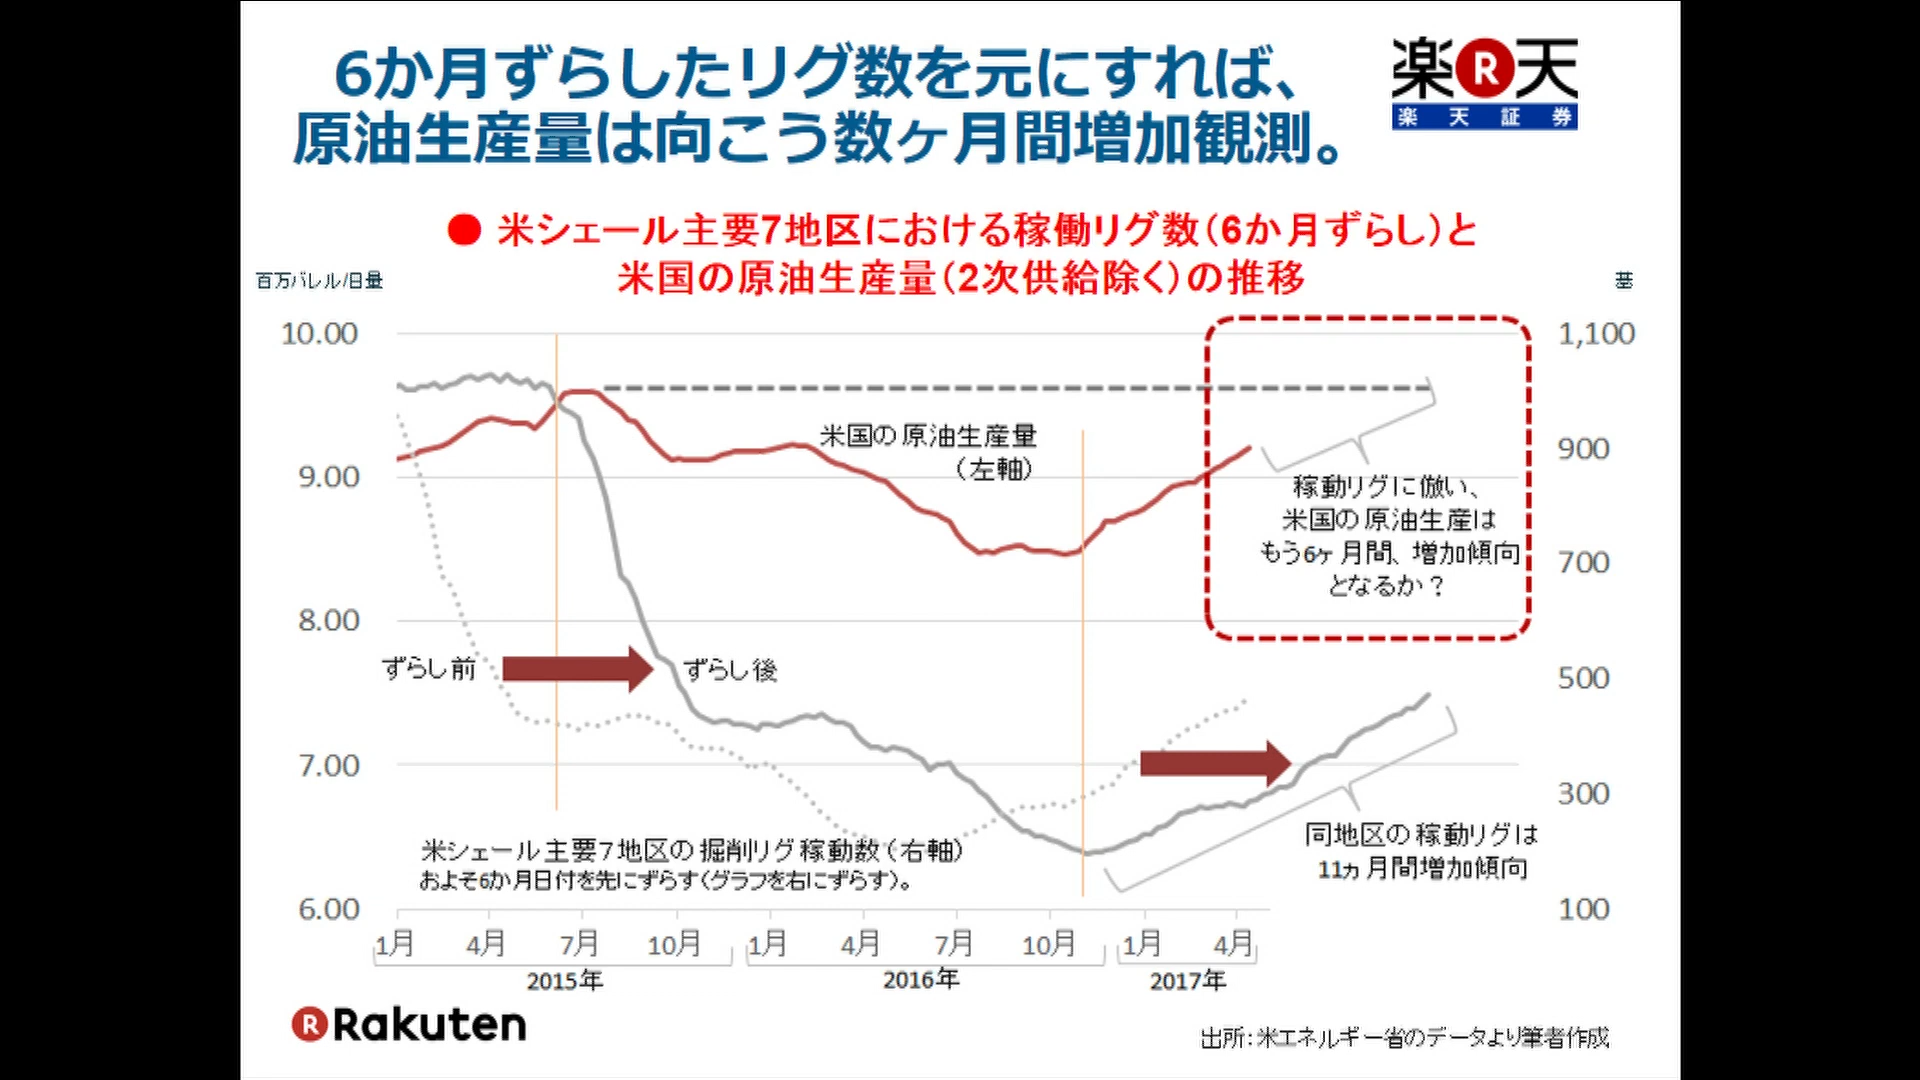 6か月ずらしたリグ数を元にすれば、
原油生産量は向こう数ヶ月間増加観測。
楽R天
楽天証券
● 米シェール主要7地区における稼働リグ数（6か月ずらし）と
米国の原油生産量（2次供給除く）の推移
百万バレル/日量
基
10.00
9.00
8.00
7.00
6.00
1,100
900
700
500
300
100
米国の原油生産量
（左軸）
稼動リグに倣い、
米国の原油生産は
もう6ヶ月間、増加傾向
となるか？
ずらし前
ずらし後
米シェール主要７地区の掘削リグ稼動数（右軸）
およそ6か月日付を先にずらす（グラフを右にずらす）。
同地区の稼動リグは
11ヵ月間増加傾向
1月 4月 7月 10月 1月 4月 7月 10月 1月 4月
2015年 2016年 2017年
R Rakuten
出所：米エネルギー省のデータより筆者作成